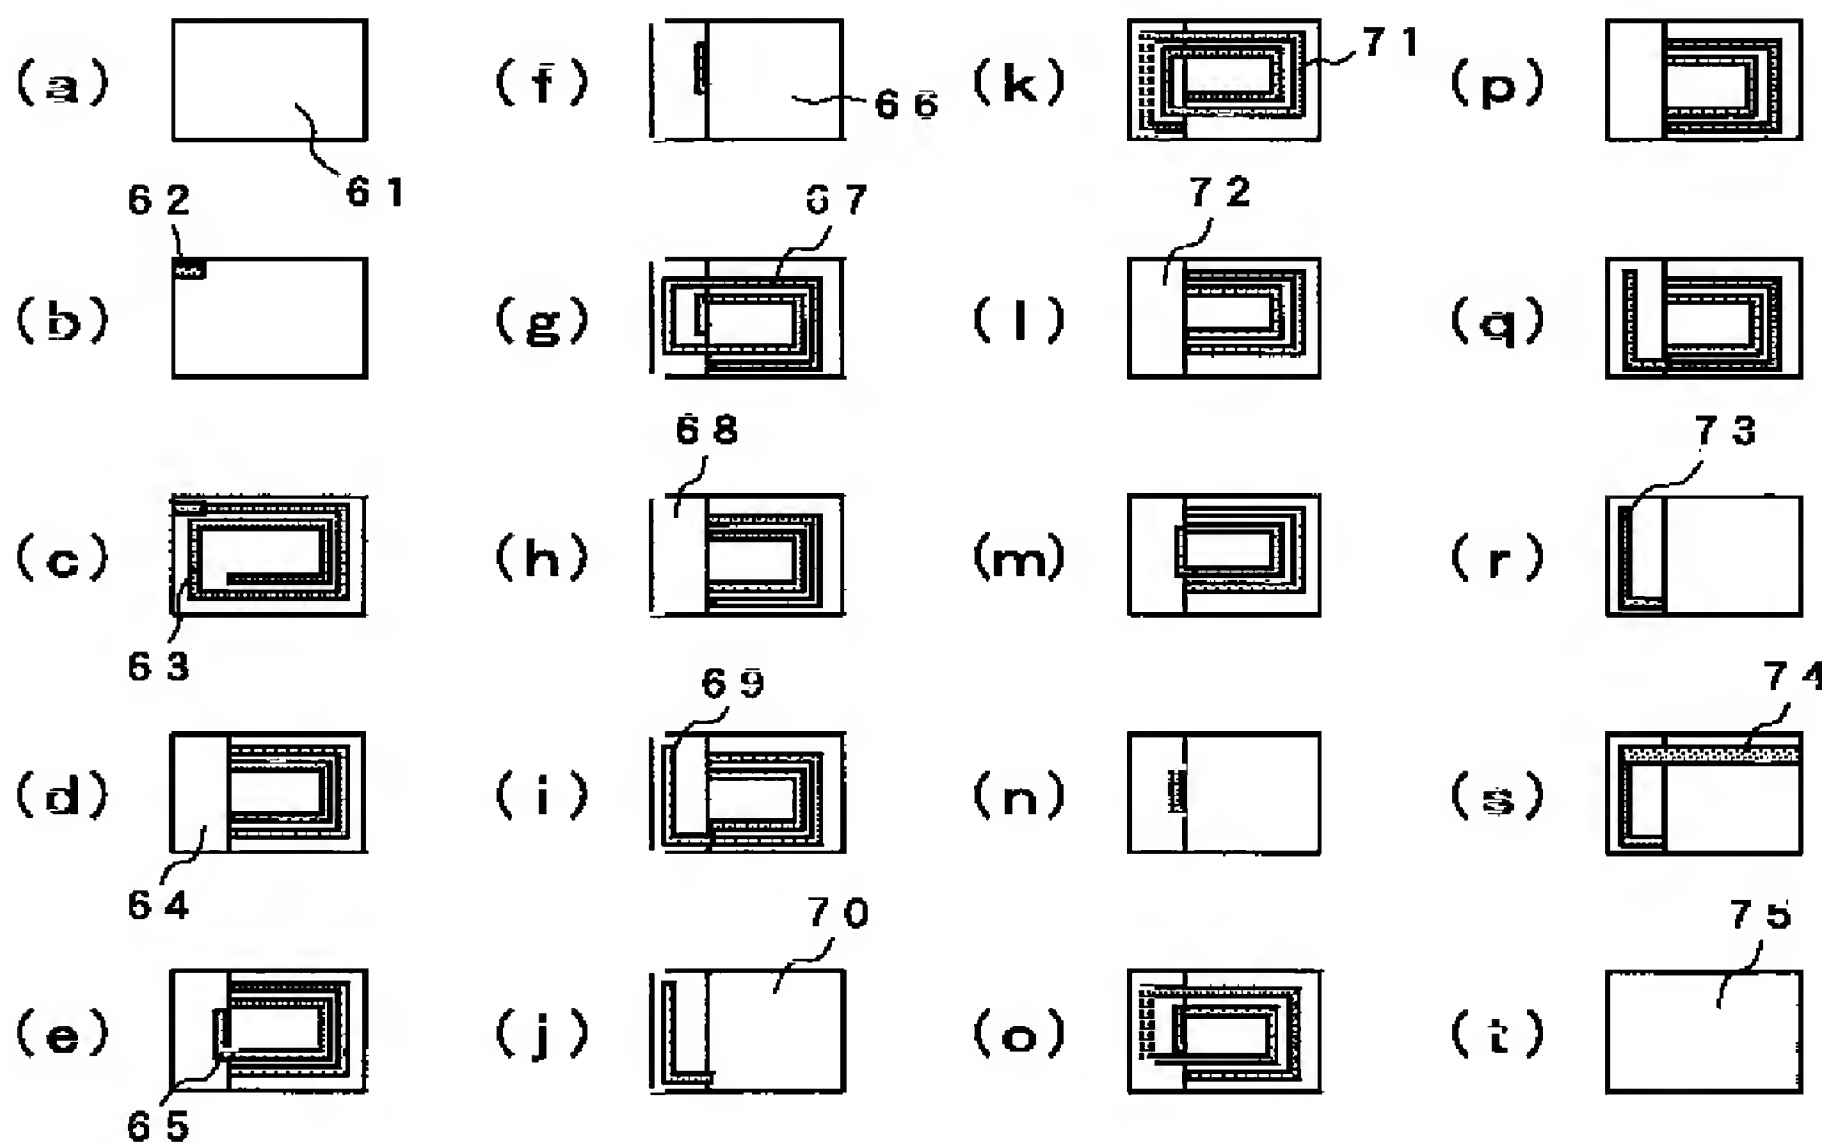 (a) (f) (k) (p)
61 66 71
(b) (g) (l) (q)
62 67 72
(c) (h) (m) (r)
63 68 73
(d) (i) (n) (s)
64 69 74
(e) (j) (o) (t)
65 70 75